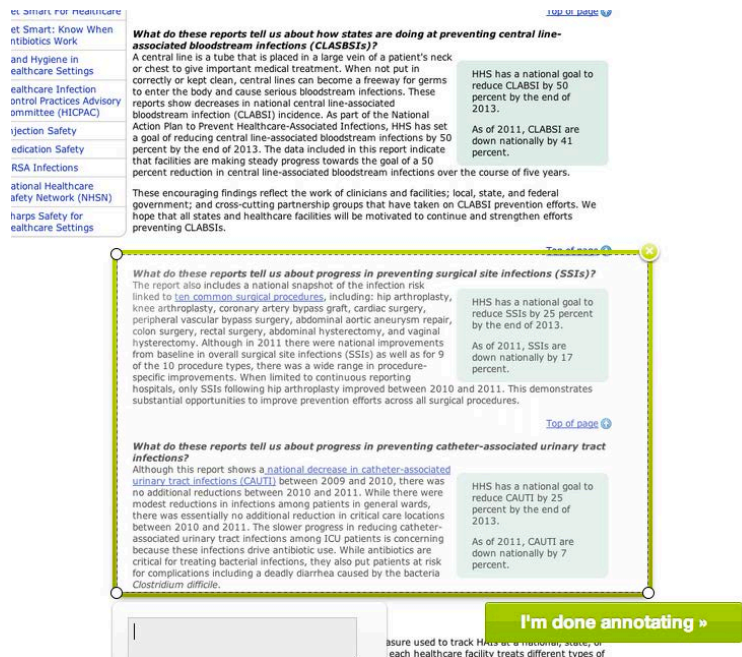 et Smart For Healthcare
et Smart: Know When
ntibiotics Work
and Hygiene in
ealthcare Settings
ealthcare Infection
ontrol Practices Advisory
ommittee (HICPAC)
njection Safety
edication Safety
RSA Infections
ational Healthcare
afety Network (NHSN)
harps Safety for
ealthcare Settings
Top of page
What do these reports tell us about how states are doing at preventing central line-
associated bloodstream infections (CLASBSIs)?
A central line is a tube that is placed in a large vein of a patient's neck
or chest to give important medical treatment. When not put in
correctly or kept clean, central lines can become a freeway for germs
to enter the body and cause serious bloodstream infections. These
reports show decreases in national central line-associated
bloodstream infection (CLABSI) incidence. As part of the National
Action Plan to Prevent Healthcare-Associated Infections, HHS has set
a goal of reducing central line-associated bloodstream infections by 50
percent by the end of 2013. The data included in this report indicate
that facilities are making steady progress towards the goal of a 50
percent reduction in central line-associated bloodstream infections over the course of five years.
HHS has a national goal to
reduce CLABSI by 50
percent by the end of
2013.
As of 2011, CLABSI are
down nationally by 41
percent.
These encouraging findings reflect the work of clinicians and facilities; local, state, and federal
government; and cross-cutting partnership groups that have taken on CLABSI prevention efforts. We
hope that all states and healthcare facilities will be motivated to continue and strengthen efforts
preventing CLABSIs.
Top of page
What do these reports tell us about progress in preventing surgical site infections (SSIs)?
The report also includes a national snapshot of the infection risk
linked to ten common surgical procedures, including: hip arthroplasty,
knee arthroplasty, coronary artery bypass graft, cardiac surgery,
peripheral vascular bypass surgery, abdominal aortic aneurysm repair,
colon surgery, rectal surgery, abdominal hysterectomy, and vaginal
hysterectomy. Although in 2011 there were national improvements
from baseline in overall surgical site infections (SSIs) as well as for 9
of the 10 procedure types, there was a wide range in procedure-
specific improvements. When limited to continuous reporting
hospitals, only SSIs following hip arthroplasty improved between 2010 and 2011. This demonstrates
substantial opportunities to improve prevention efforts across all surgical procedures.
HHS has a national goal to
reduce SSIs by 25 percent
by the end of 2013.
As of 2011, SSIs are
down nationally by 17
percent.
Top of page
What do these reports tell us about progress in preventing catheter-associated urinary tract
infections?
Although this report shows a national decrease in catheter-associated
urinary tract infections (CAUTI) between 2009 and 2010, there was
no additional reductions between 2010 and 2011. While there were
modest reductions in infections among patients in general wards,
there was essentially no additional reduction in critical care locations
between 2010 and 2011. The slower progress in reducing catheter-
associated urinary tract infections among ICU patients is concerning
because these infections drive antibiotic use. While antibiotics are
critical for treating bacterial infections, they also put patients at risk
for complications including a deadly diarrhea caused by the bacteria
Clostridium difficile.
HHS has a national goal to
reduce CAUTI by 25
percent by the end of
2013.
As of 2011, CAUTI are
down nationally by 7
percent.
I'm done annotating »
asure used to track HAIs at a national, state, or
each healthcare facility treats different types of